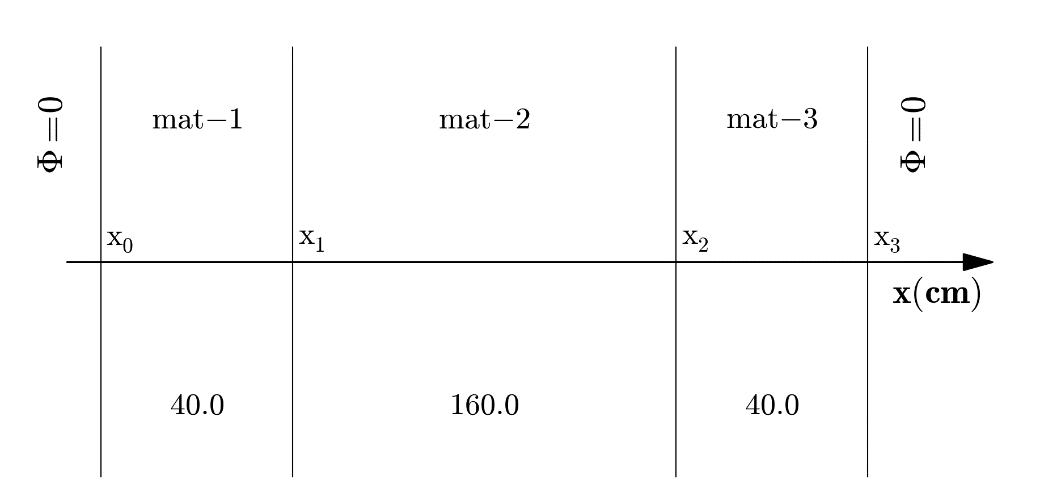 Φ=0
mat−1
mat−2
mat−3
Φ=0
x₀
x₁
x₂
x₃
x(cm)
40.0
160.0
40.0